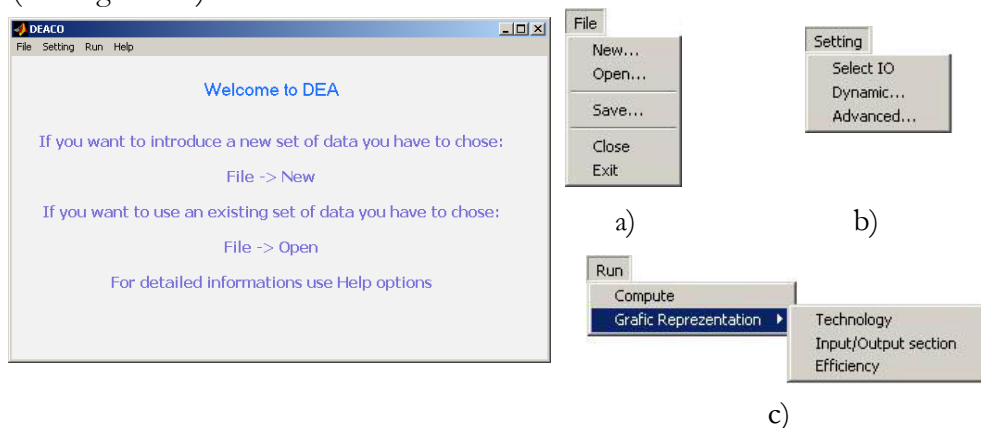 DEACO
File Setting Run Help
Welcome to DEA
If you want to introduce a new set of data you have to chose:
File -> New
If you want to use an existing set of data you have to chose:
File -> Open
For detailed informations use Help options
File
New...
Open...
Save...
Close
Exit
a)
Setting
Select IO
Dynamic...
Advanced...
b)
Run
Compute
Grafic Reprezentation
Technology
Input/Output section
Efficiency
c)